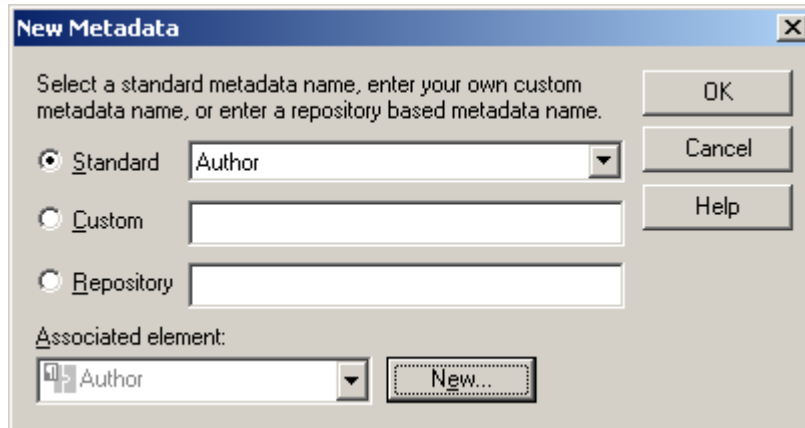 New Metadata
Select a standard metadata name, enter your own custom
metadata name, or enter a repository based metadata name.
OK
Cancel
Help
Standard
Author
Custom
Repository
Associated element:
Author
New...